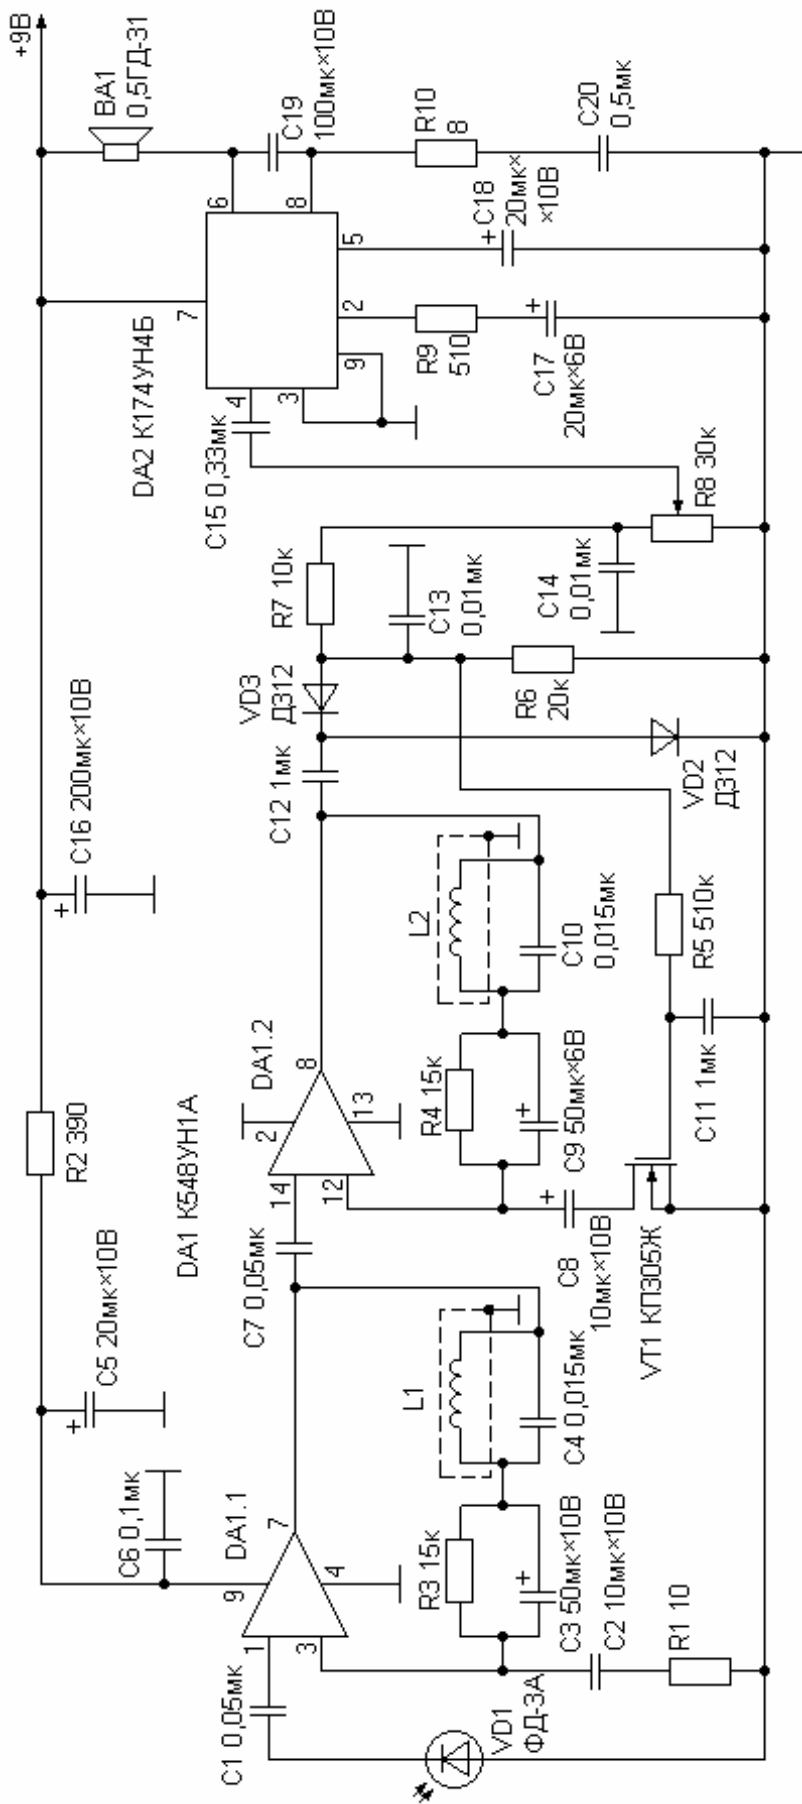 +9В
C1 0,05мк
VD1
ФД-3А
1
3
9
7
4
DA1.1
C6 0,1мк
C5 20мк×10В
R3 15к
C3 50мк×10В
C2 10мк×10В
R1 10
L1
C4 0,015мк
R2 390
DA1 К548УН1А
C7 0,05мк
C8
10мк×10В
VT1 КП305Ж
14
12
2
13
8
DA1.2
R4 15к
C9 50мк×6В
L2
C10
0,015мк
C11 1мк
R5 510к
C16 200мк×10В
C12 1мк
VD3
Д312
VD2
Д312
R6
20к
R7 10к
C13
0,01мк
C14
0,01мк
R8 30к
C15 0,33мк
DA2 К174УН4Б
4
3
9
2
5
7
6
8
R9
510
C17
20мк×6В
C18
20мк×
×10В
BA1
0,5ГД-31
C19
100мк×10В
R10
8
C20
0,5мк
+
+
+
+
+
+
+